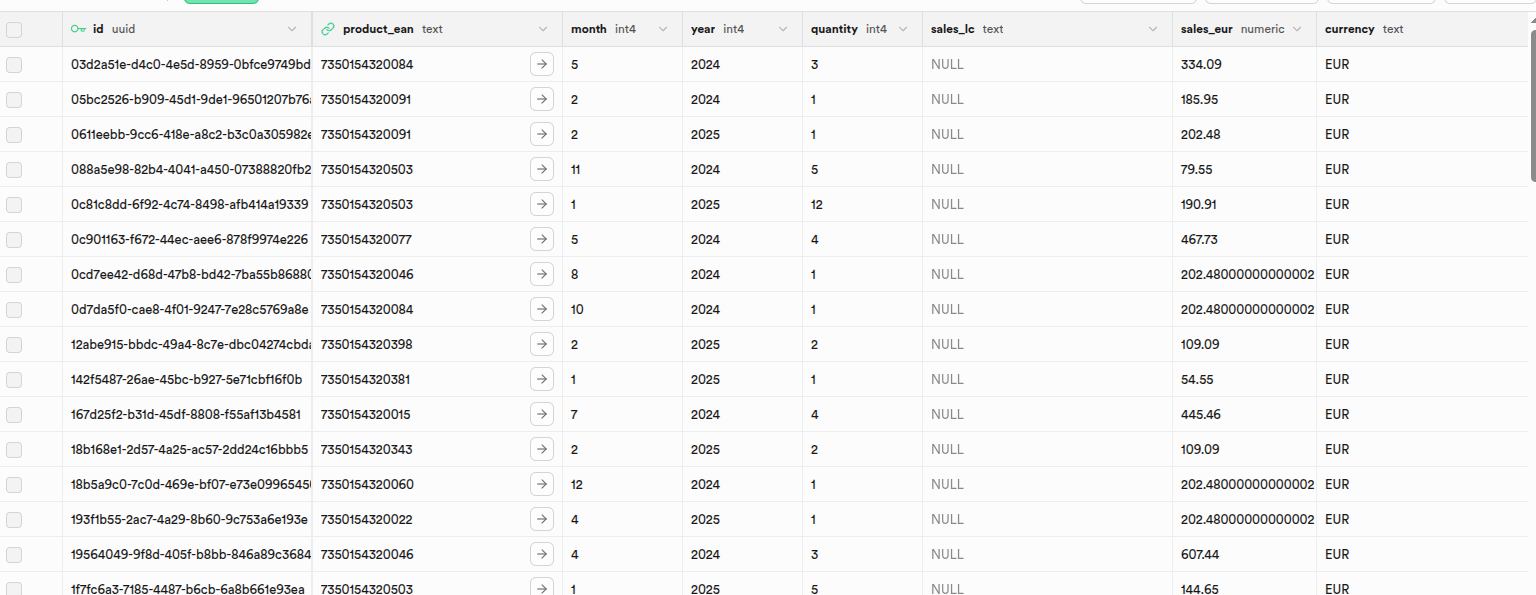 id uuid product_ean text month int4 year int4 quantity int4 sales_lc text sales_eur numeric currency text
03d2a51e-d4c0-4e5d-8959-0bfce9749bd 7350154320084 5 2024 3 NULL 334.09 EUR
05bc2526-b909-45d1-9de1-96501207b76 7350154320091 2 2024 1 NULL 185.95 EUR
0611eebb-9cc6-418e-a8c2-b3c0a305982e 7350154320091 2 2025 1 NULL 202.48 EUR
088a5e98-82b4-4041-a450-07388820fb2 7350154320503 11 2024 5 NULL 79.55 EUR
0c81c8dd-6f92-4c74-8498-afb414a19339 7350154320503 1 2025 12 NULL 190.91 EUR
0c901163-f672-44ec-aee6-878f9974e226 7350154320077 5 2024 4 NULL 467.73 EUR
0cd7ee42-d68d-47b8-bd42-7ba55b86880 7350154320046 8 2024 1 NULL 202.48000000000002 EUR
0d7da5f0-cae8-4f01-9247-7e28c5769a8e 7350154320084 10 2024 1 NULL 202.48000000000002 EUR
12abe915-bbdc-49a4-8c7e-dbc04274cbd 7350154320398 2 2025 2 NULL 109.09 EUR
142f5487-26ae-45bc-b927-5e71cbf16f0b 7350154320381 1 2025 1 NULL 54.55 EUR
167d25f2-b31d-45df-8808-f55af13b4581 7350154320015 7 2024 4 NULL 445.46 EUR
18b168e1-2d57-4a25-ac57-2dd24c16bbb5 7350154320343 2 2025 2 NULL 109.09 EUR
18b5a9c0-7c0d-469e-bf07-e73e0996545 7350154320060 12 2024 1 NULL 202.48000000000002 EUR
193f1b55-2ac7-4a29-8b60-9c753a6e193e 7350154320022 4 2025 1 NULL 202.48000000000002 EUR
19564049-9f8d-405f-b8bb-846a89c3684 7350154320046 4 2024 3 NULL 607.44 EUR
1f7fc6a3-7185-4487-b6cb-6a8b661e93ea 7350154320503 1 2025 5 NULL 144.65 EUR